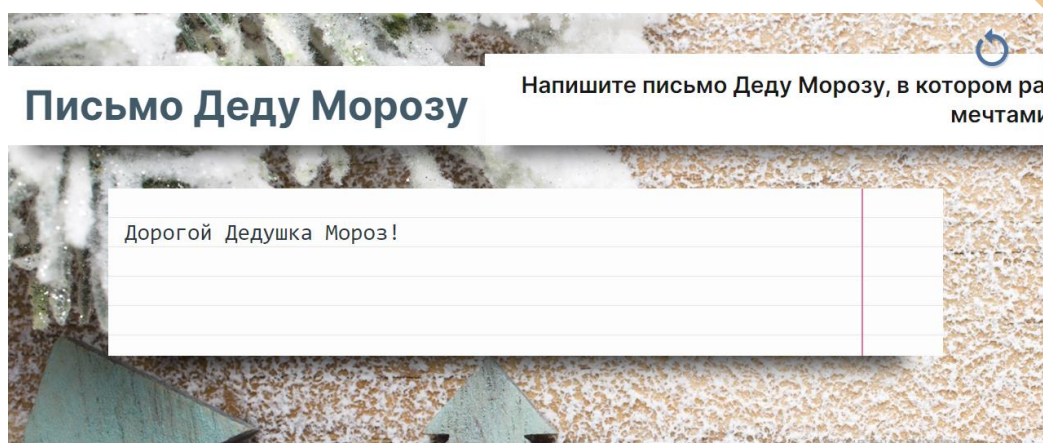 Письмо Деду Морозу
Напишите письмо Деду Морозу, в котором ра
мечтами
Дорогой Дедушка Мороз!